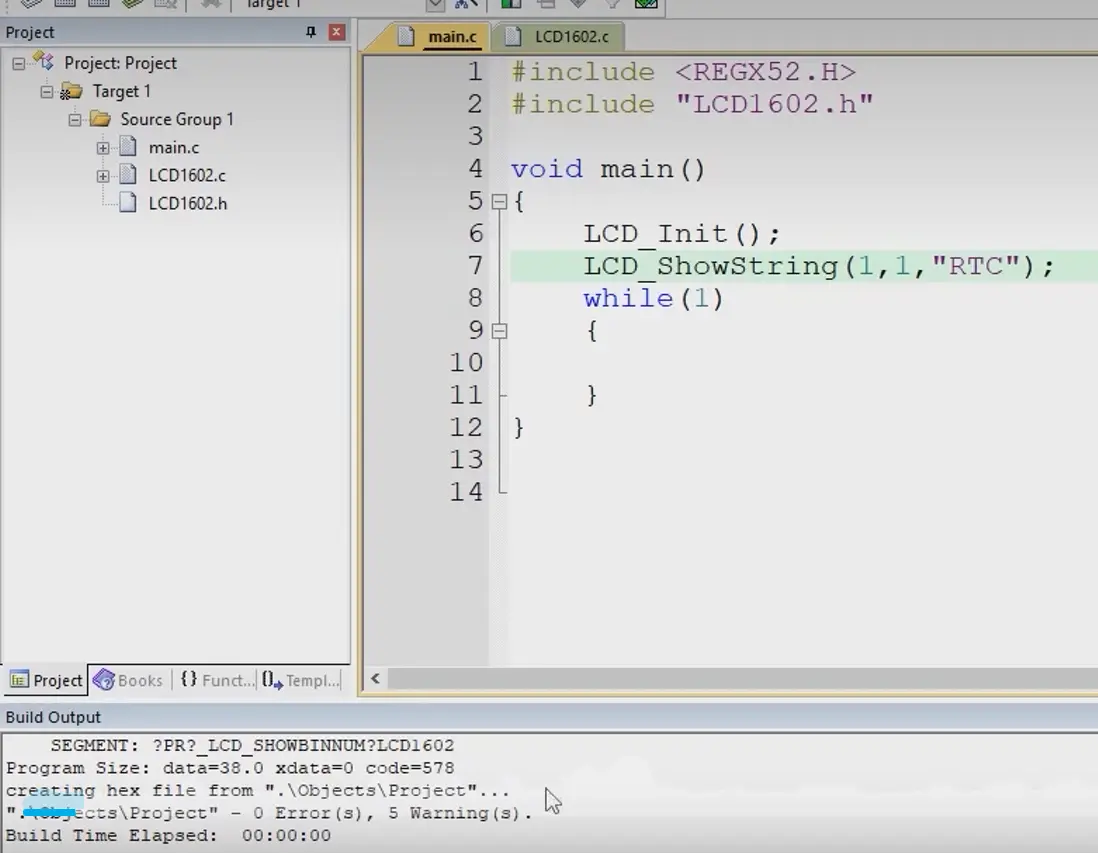 Target 1
Project
main.c
LCD1602.c
Project: Project
Target 1
Source Group 1
main.c
LCD1602.c
LCD1602.h
1 #include <REGX52.H>
2 #include "LCD1602.h"
3
4 void main()
5 {
6 LCD_Init();
7 LCD_ShowString(1,1,"RTC");
8 while(1)
9 {
10
11 }
12 }
13
14
Project Books {} Funct... Templ...
Build Output
SEGMENT: ?PR?_LCD_SHOWBINNUM?LCD1602
Program Size: data=38.0 xdata=0 code=578
creating hex file from ".\Objects\Project"...
".\Objects\Project" - 0 Error(s), 5 Warning(s).
Build Time Elapsed: 00:00:00